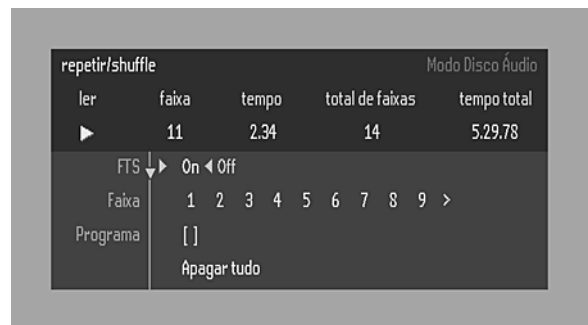 repetir/shuffle Modo Disco Áudio
ler faixa tempo total de faixas tempo total
11 2.34 14 5.29.78
FTS On Off
Faixa 1 2 3 4 5 6 7 8 9 >
Programa [ ]
Apagar tudo